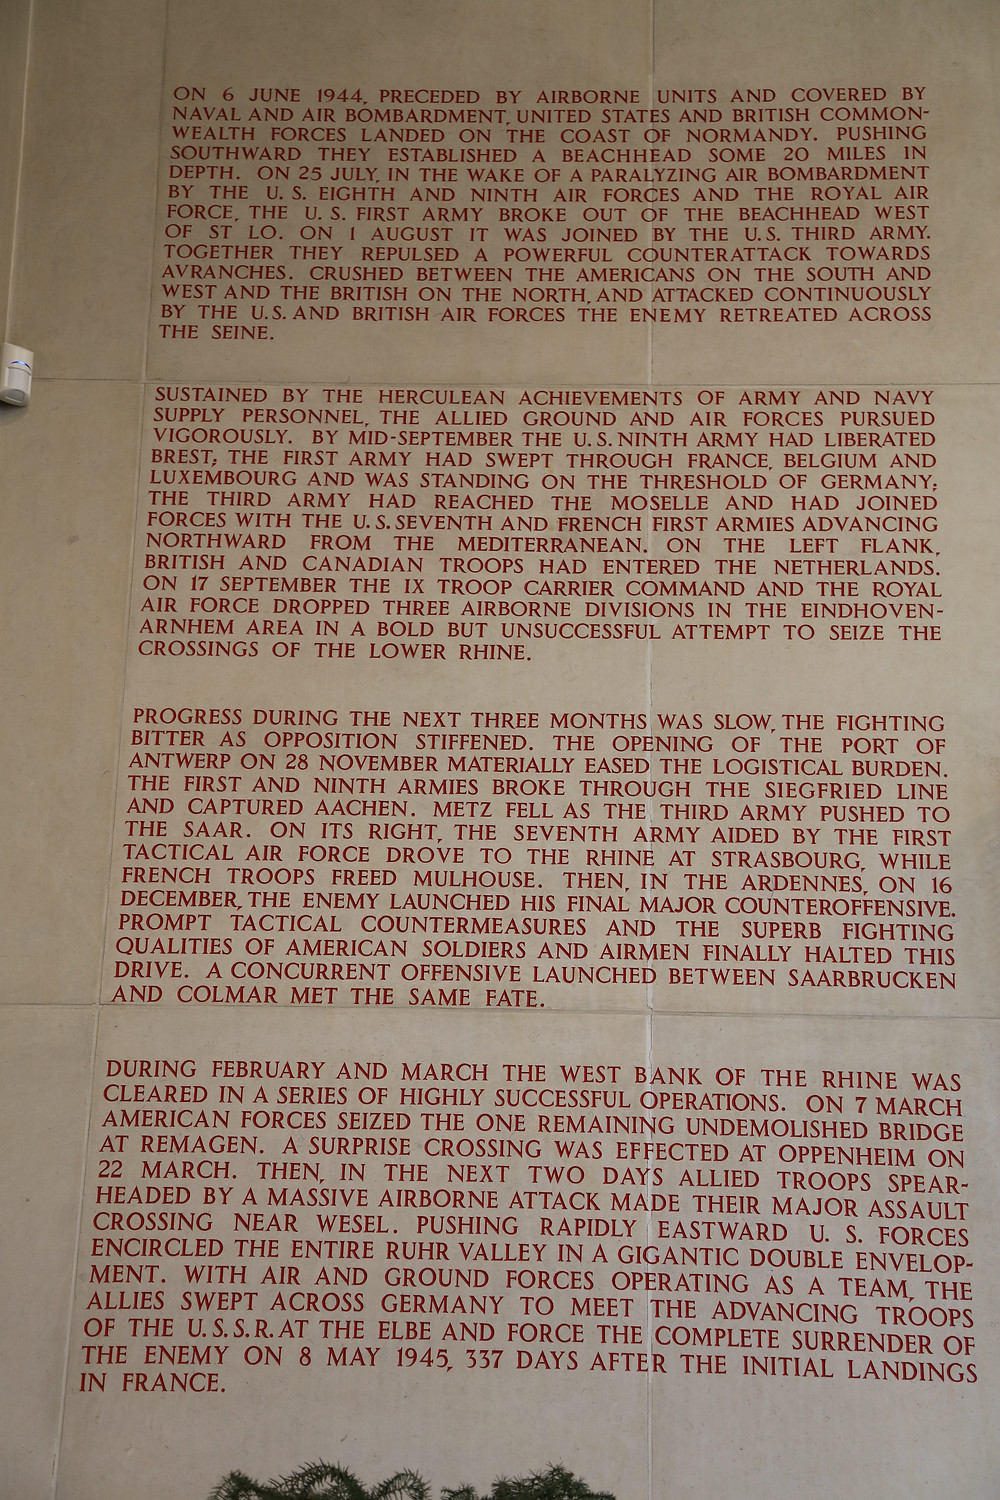 ON 6 JUNE 1944, PRECEDED BY AIRBORNE UNITS AND COVERED BY
NAVAL AND AIR BOMBARDMENT, UNITED STATES AND BRITISH COMMON-
WEALTH FORCES LANDED ON THE COAST OF NORMANDY. PUSHING
SOUTHWARD THEY ESTABLISHED A BEACHHEAD SOME 20 MILES IN
DEPTH. ON 25 JULY, IN THE WAKE OF A PARALYZING AIR BOMBARDMENT
BY THE U. S. EIGHTH AND NINTH AIR FORCES AND THE ROYAL AIR
FORCE, THE U. S. FIRST ARMY BROKE OUT OF THE BEACHHEAD WEST
OF ST LO. ON 1 AUGUST IT WAS JOINED BY THE U.S. THIRD ARMY.
TOGETHER THEY REPULSED A POWERFUL COUNTERATTACK TOWARDS
AVRANCHES. CRUSHED BETWEEN THE AMERICANS ON THE SOUTH AND
WEST AND THE BRITISH ON THE NORTH, AND ATTACKED CONTINUOUSLY
BY THE U.S. AND BRITISH AIR FORCES THE ENEMY RETREATED ACROSS
THE SEINE.
SUSTAINED BY THE HERCULEAN ACHIEVEMENTS OF ARMY AND NAVY
SUPPLY PERSONNEL, THE ALLIED GROUND AND AIR FORCES PURSUED
VIGOROUSLY. BY MID-SEPTEMBER THE U.S. NINTH ARMY HAD LIBERATED
BREST; THE FIRST ARMY HAD SWEPT THROUGH FRANCE, BELGIUM AND
LUXEMBOURG AND WAS STANDING ON THE THRESHOLD OF GERMANY;
THE THIRD ARMY HAD REACHED THE MOSELLE AND HAD JOINED
FORCES WITH THE U.S. SEVENTH AND FRENCH FIRST ARMIES ADVANCING
NORTHWARD FROM THE MEDITERRANEAN. ON THE LEFT FLANK,
BRITISH AND CANADIAN TROOPS HAD ENTERED THE NETHERLANDS.
ON 17 SEPTEMBER THE IX TROOP CARRIER COMMAND AND THE ROYAL
AIR FORCE DROPPED THREE AIRBORNE DIVISIONS IN THE EINDHOVEN-
ARNHEM AREA IN A BOLD BUT UNSUCCESSFUL ATTEMPT TO SEIZE THE
CROSSINGS OF THE LOWER RHINE.
PROGRESS DURING THE NEXT THREE MONTHS WAS SLOW, THE FIGHTING
BITTER AS OPPOSITION STIFFENED. THE OPENING OF THE PORT OF
ANTWERP ON 28 NOVEMBER MATERIALLY EASED THE LOGISTICAL BURDEN.
THE FIRST AND NINTH ARMIES BROKE THROUGH THE SIEGFRIED LINE
AND CAPTURED AACHEN. METZ FELL AS THE THIRD ARMY PUSHED TO
THE SAAR. ON ITS RIGHT, THE SEVENTH ARMY AIDED BY THE FIRST
TACTICAL AIR FORCE DROVE TO THE RHINE AT STRASBOURG, WHILE
FRENCH TROOPS FREED MULHOUSE. THEN, IN THE ARDENNES, ON 16
DECEMBER, THE ENEMY LAUNCHED HIS FINAL MAJOR COUNTEROFFENSIVE.
PROMPT TACTICAL COUNTERMEASURES AND THE SUPERB FIGHTING
QUALITIES OF AMERICAN SOLDIERS AND AIRMEN FINALLY HALTED THIS
DRIVE. A CONCURRENT OFFENSIVE LAUNCHED BETWEEN SAARBRUCKEN
AND COLMAR MET THE SAME FATE.
DURING FEBRUARY AND MARCH THE WEST BANK OF THE RHINE WAS
CLEARED IN A SERIES OF HIGHLY SUCCESSFUL OPERATIONS. ON 7 MARCH
AMERICAN FORCES SEIZED THE ONE REMAINING UNDEMOLISHED BRIDGE
AT REMAGEN. A SURPRISE CROSSING WAS EFFECTED AT OPPENHEIM ON
22 MARCH. THEN, IN THE NEXT TWO DAYS ALLIED TROOPS SPEAR-
HEADED BY A MASSIVE AIRBORNE ATTACK MADE THEIR MAJOR ASSAULT
CROSSING NEAR WESEL. PUSHING RAPIDLY EASTWARD U. S. FORCES
ENCIRCLED THE ENTIRE RUHR VALLEY IN A GIGANTIC DOUBLE ENVELOP-
MENT. WITH AIR AND GROUND FORCES OPERATING AS A TEAM, THE
ALLIES SWEPT ACROSS GERMANY TO MEET THE ADVANCING TROOPS
OF THE U.S.S.R. AT THE ELBE AND FORCE THE COMPLETE SURRENDER OF
THE ENEMY ON 8 MAY 1945, 337 DAYS AFTER THE INITIAL LANDINGS
IN FRANCE.